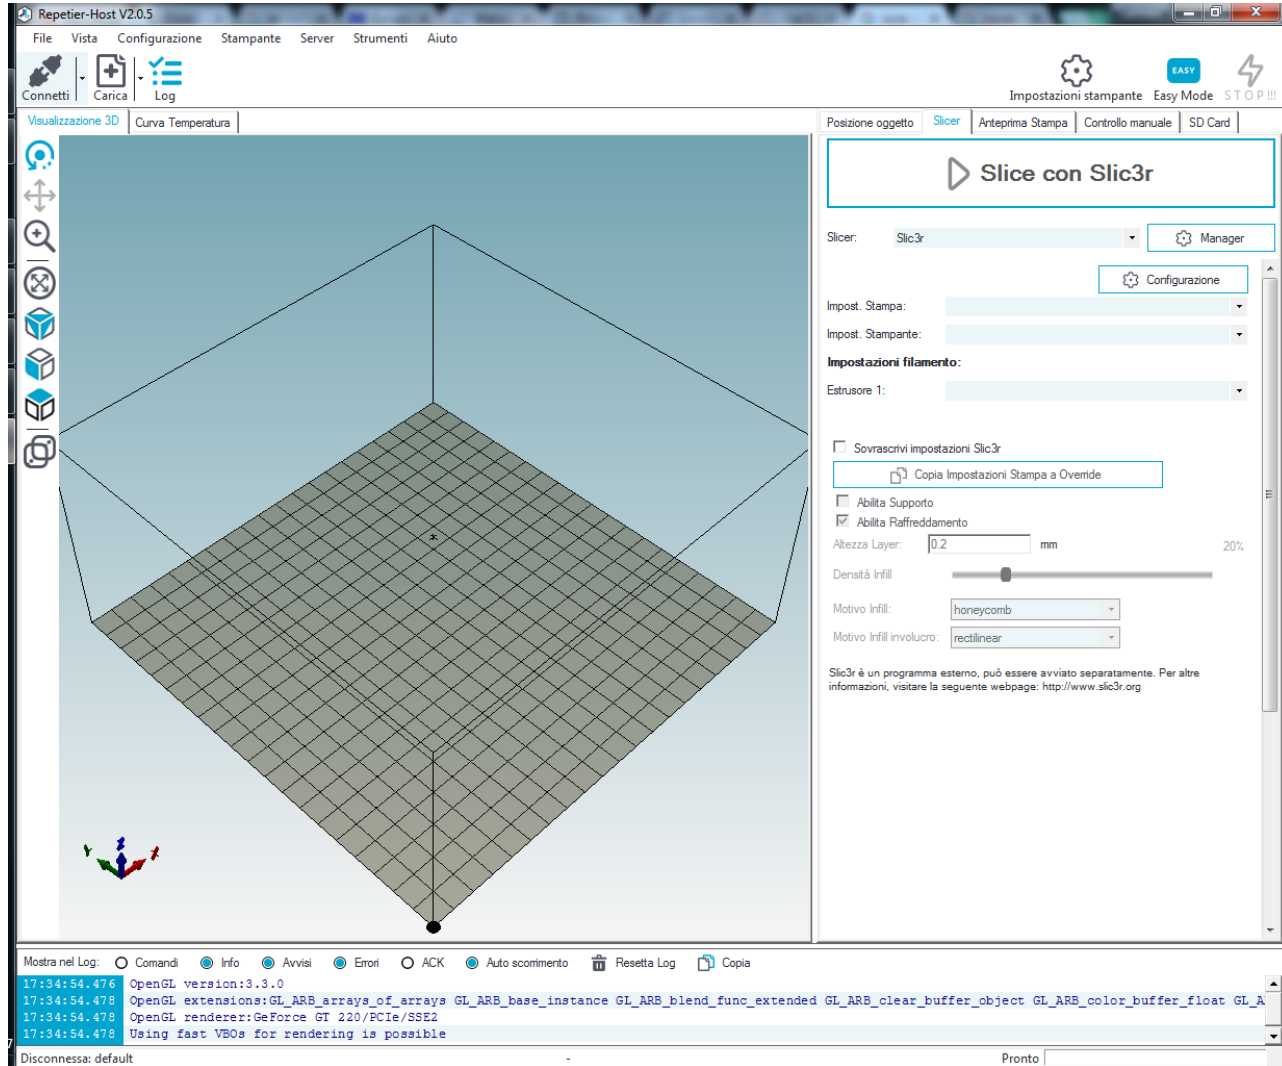 Repetier-Host V2.0.5
File Vista Configurazione Stampante Server Strumenti Aiuto
Connetti Carica Log Impostazioni stampante EASY Easy Mode STOP!!!
Visualizzazione 3D Curva Temperatura
Posizione oggetto Slicer Anteprima Stampa Controllo manuale SD Card
Slice con Slic3r
Slicer: Slic3r Manager
Configurazione
Impost. Stampa:
Impost. Stampante:
Impostazioni filamento:
Estrusore 1:
Sovrascrivi impostazioni Slic3r
Copia Impostazioni Stampa a Override
Abilita Supporto
Abilita Raffreddamento
Altezza Layer: 0.2 mm 20%
Densità Infill
Motivo Infill: honeycomb
Motivo Infill involucro: rectilinear
Slic3r è un programma esterno, può essere avviato separatamente. Per altre
informazioni, visitare la seguente webpage: http://www.slic3r.org
Y Z X
Mostra nel Log: Comandi Info Avvisi Errori ACK Auto scorrimento Resetta Log Copia
17:34:54.476 OpenGL version:3.3.0
17:34:54.478 OpenGL extensions:GL_ARB_arrays_of_arrays GL_ARB_base_instance GL_ARB_blend_func_extended GL_ARB_clear_buffer_object GL_ARB_color_buffer_float GL_A
17:34:54.478 OpenGL renderer:GeForce GT 220/PCIe/SSE2
17:34:54.478 Using fast VBOs for rendering is possible
Disconnessa: default - Pronto